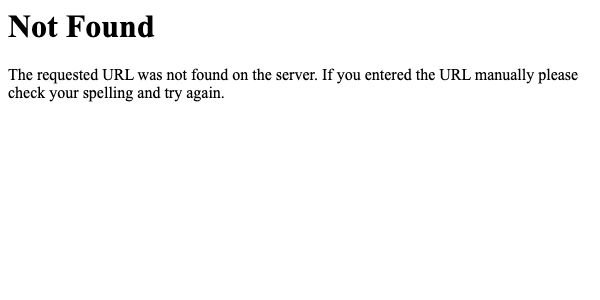 Not Found
The requested URL was not found on the server. If you entered the URL manually please
check your spelling and try again.